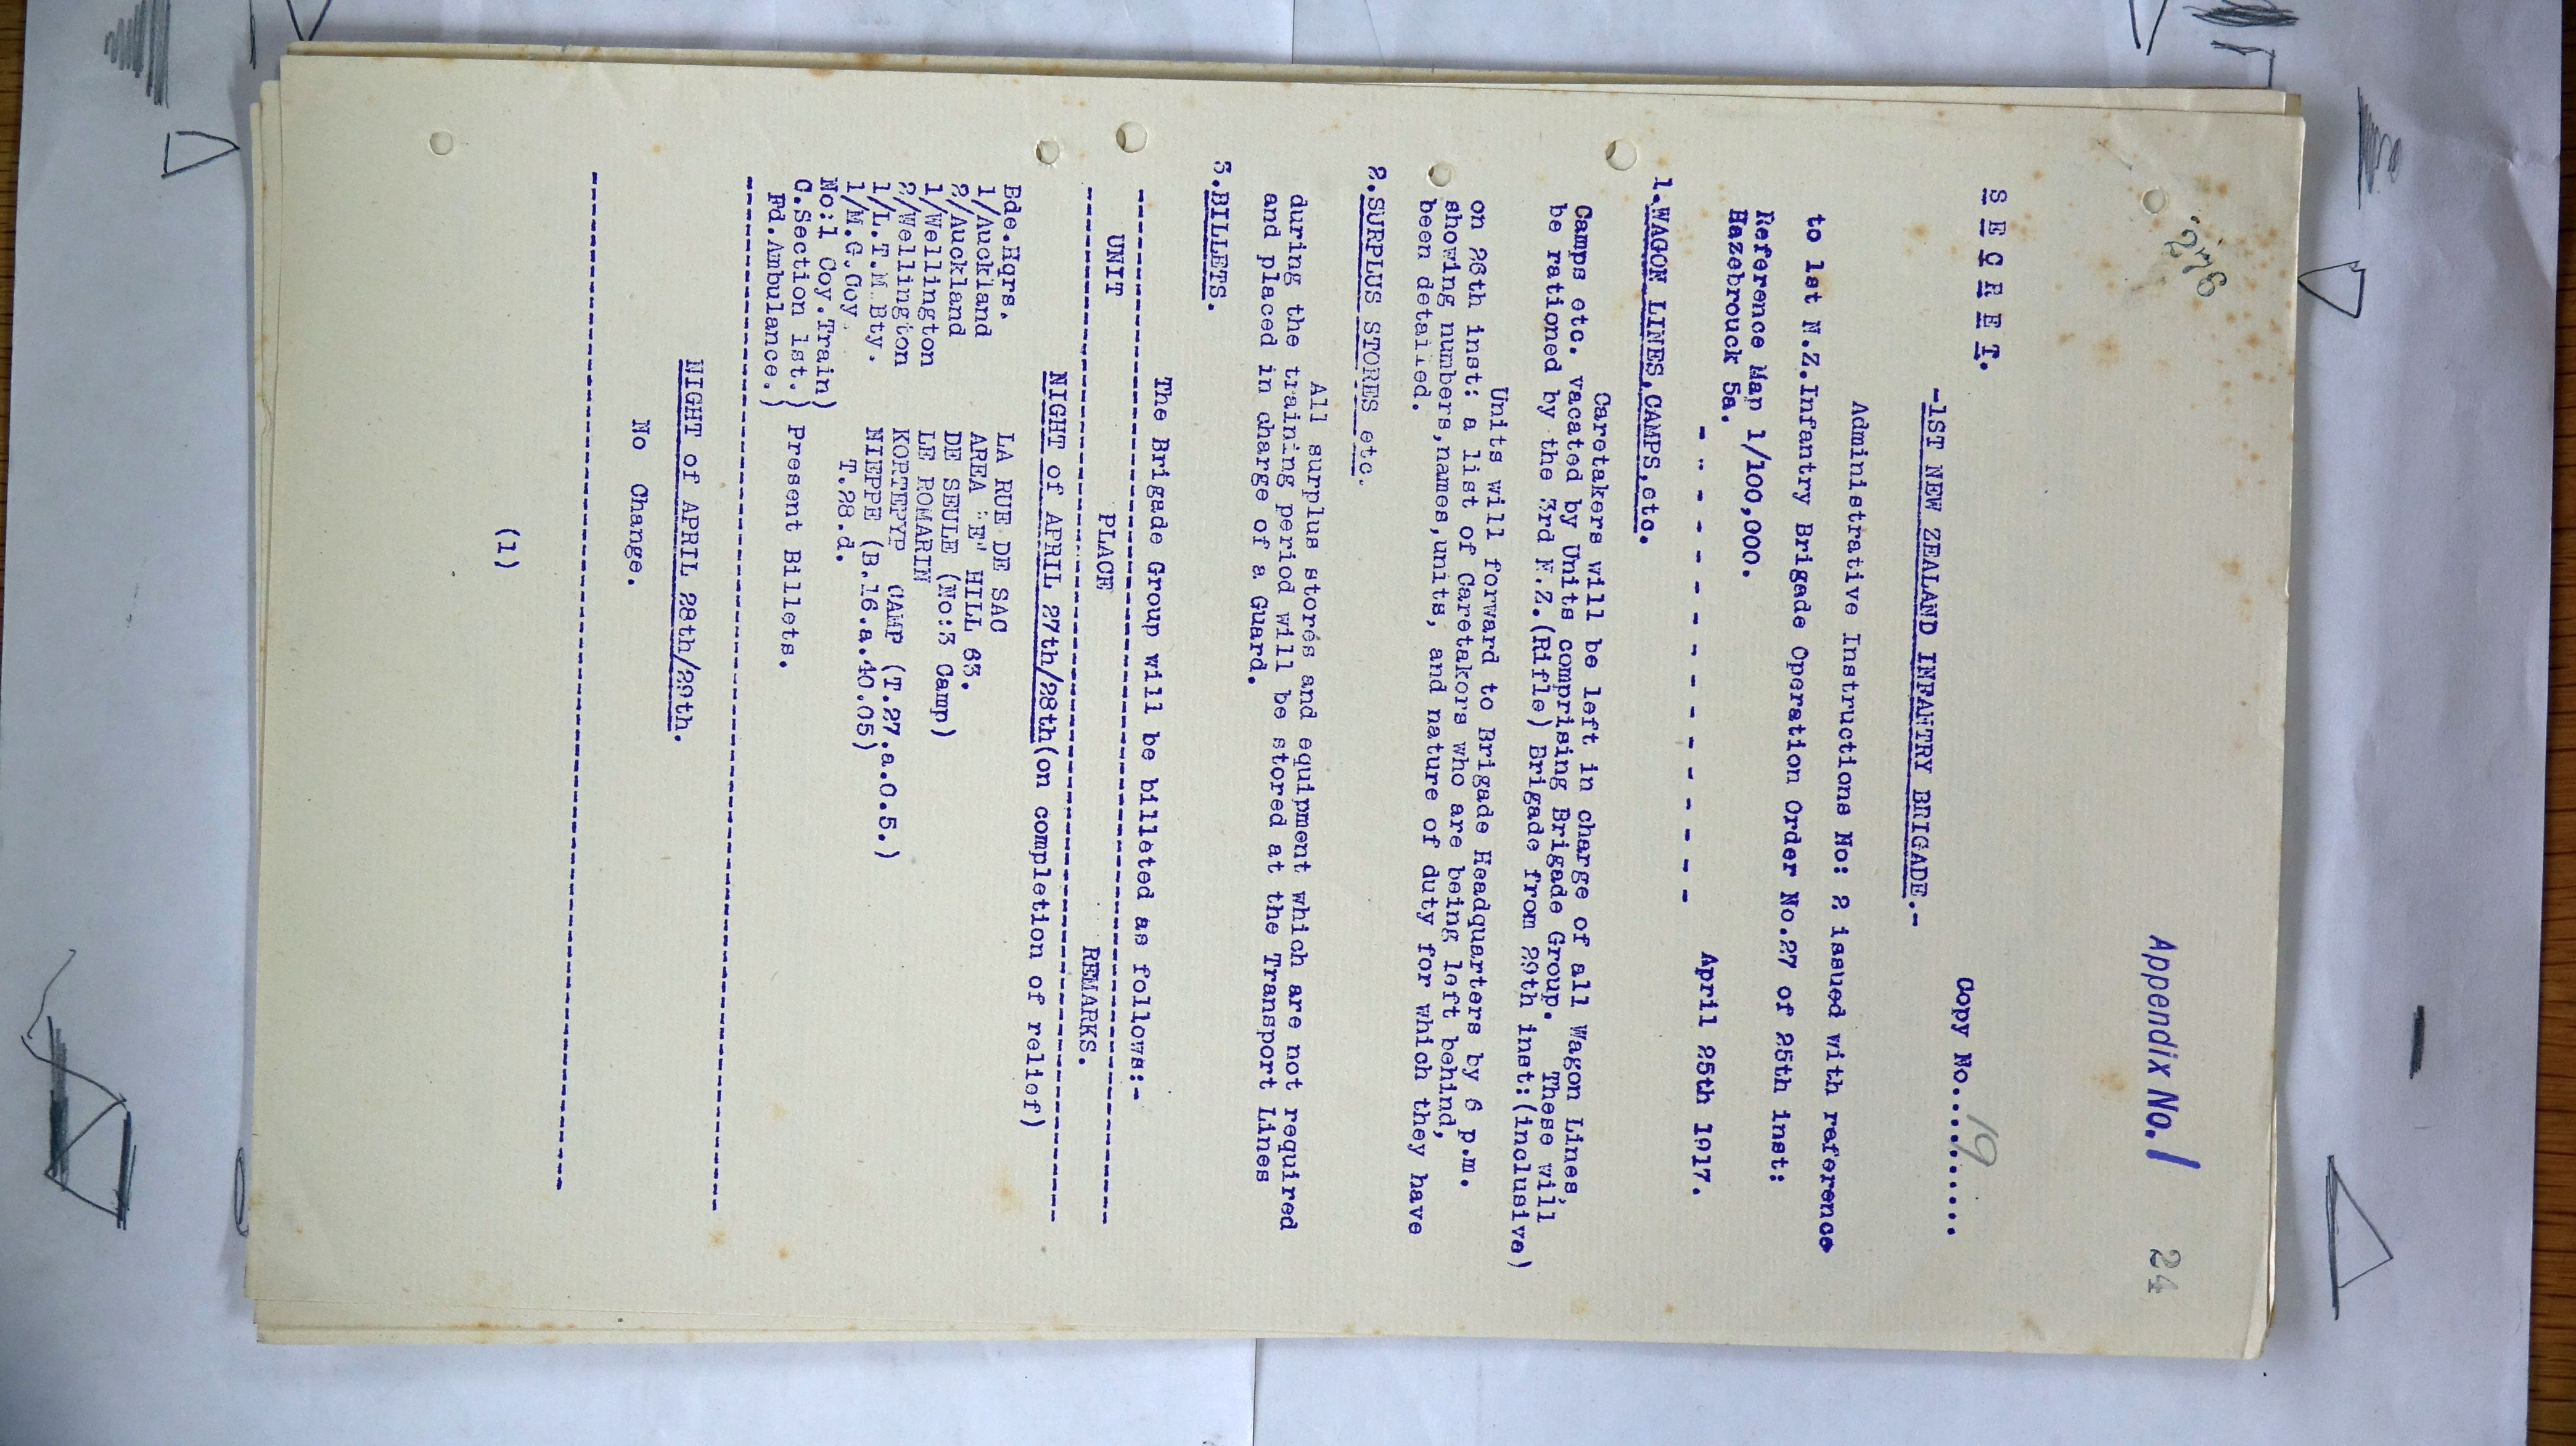 276
Appendix No. 1 24
S E C R E T. Copy No....19......
-1ST NEW ZEALAND INFANTRY BRIGADE.-
Administrative Instructions No: 2 issued with reference
to 1st N.Z.Infantry Brigade Operation Order No.27 of 25th inst:
Reference Map 1/100,000.
Hazebrouck 5a. April 25th 1917.
- - - - - - - - - - - - - - - -
1.WAGON LINES,CAMPS,etc.
Caretakers will be left in charge of all Wagon Lines,
Camps etc. vacated by Units comprising Brigade Group. These will
be rationed by the 3rd N.Z.(Rifle) Brigade from 29th inst:(inclusive)
Units will forward to Brigade Headquarters by 6 p.m.
on 26th inst: a list of Caretakers who are being left behind,
showing numbers,names,units, and nature of duty for which they have
been detailed.
2.SURPLUS STORES etc.
All surplus stores and equipment which are not required
during the training period will be stored at the Transport Lines
and placed in charge of a Guard.
3.BILLETS.
The Brigade Group will be billeted as follows:-
UNIT PLACE REMARKS.
NIGHT of APRIL 27th/28th(on completion of relief)
Bde.Hqrs. LA RUE DE SAC
1/Auckland AREA "E" HILL 63.
2/Auckland DE SEULE (No:3 Camp)
1/Wellington LE ROMARIN
2/Wellington KORTEPYP CAMP (T.27.a.0.5.)
1/L.T.M.Bty. NIEPPE (B.16.a.40.05)
1/M.G.Coy. T.28.d.
No:1 Coy.Train)
C.Section 1st.) Present Billets.
Fd.Ambulance.)
NIGHT of APRIL 28th/29th.
No Change.
(1)